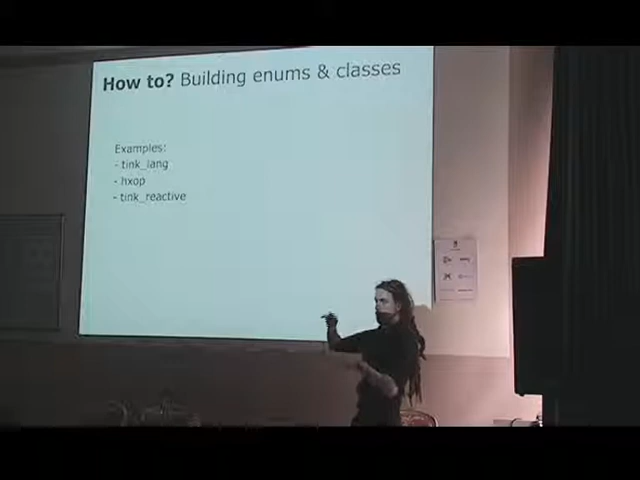 How to? Building enums & classes
Examples:
- tink_lang
- hxop
- tink_reactive